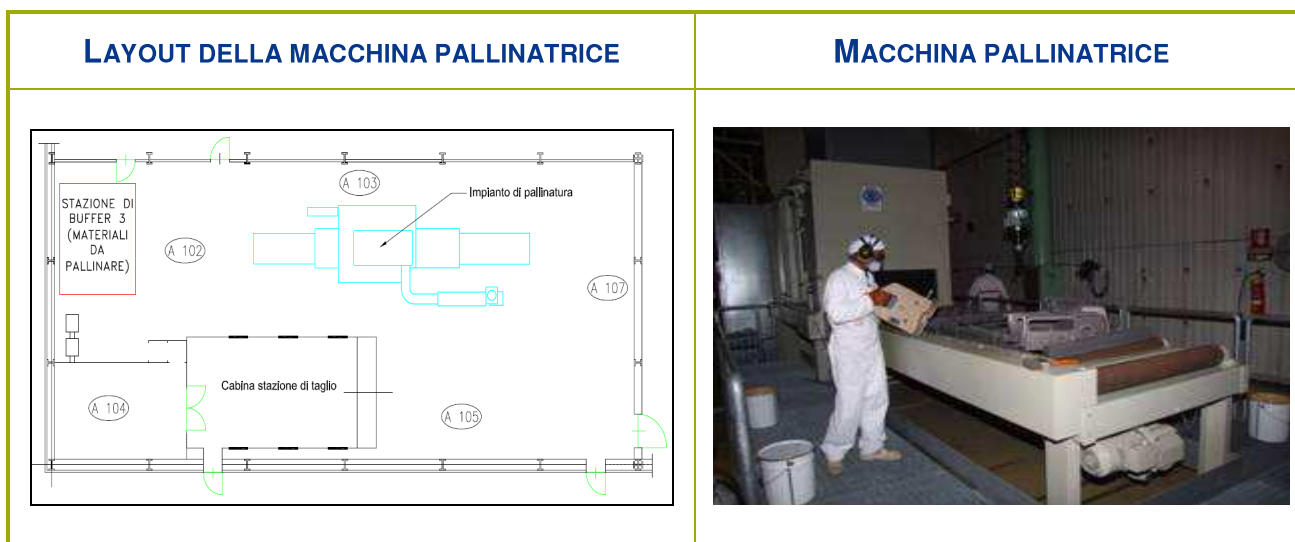 LAYOUT DELLA MACCHINA PALLINATRICE
MACCHINA PALLINATRICE
A 103
Impianto di pallinatura
STAZIONE DI
BUFFER 3
(MATERIALI
DA
PALLINARE)
A 102
A 107
Cabina stazione di taglio
A 104
A 105